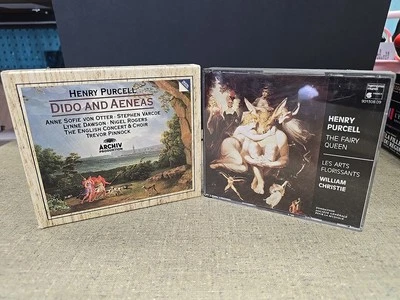 HENRY PURCELL
DIDO AND AENEAS
ANNE SOFIE VON OTTER · STEPHEN VARCOE
LYNNE DAWSON · NIGEL ROGERS
THE ENGLISH CONCERT & CHOIR
TREVOR PINNOCK
ARCHIV
PRODUKTION
HENRY
PURCELL
THE FAIRY
QUEEN
LES ARTS
FLORISSANTS
WILLIAM
CHRISTIE